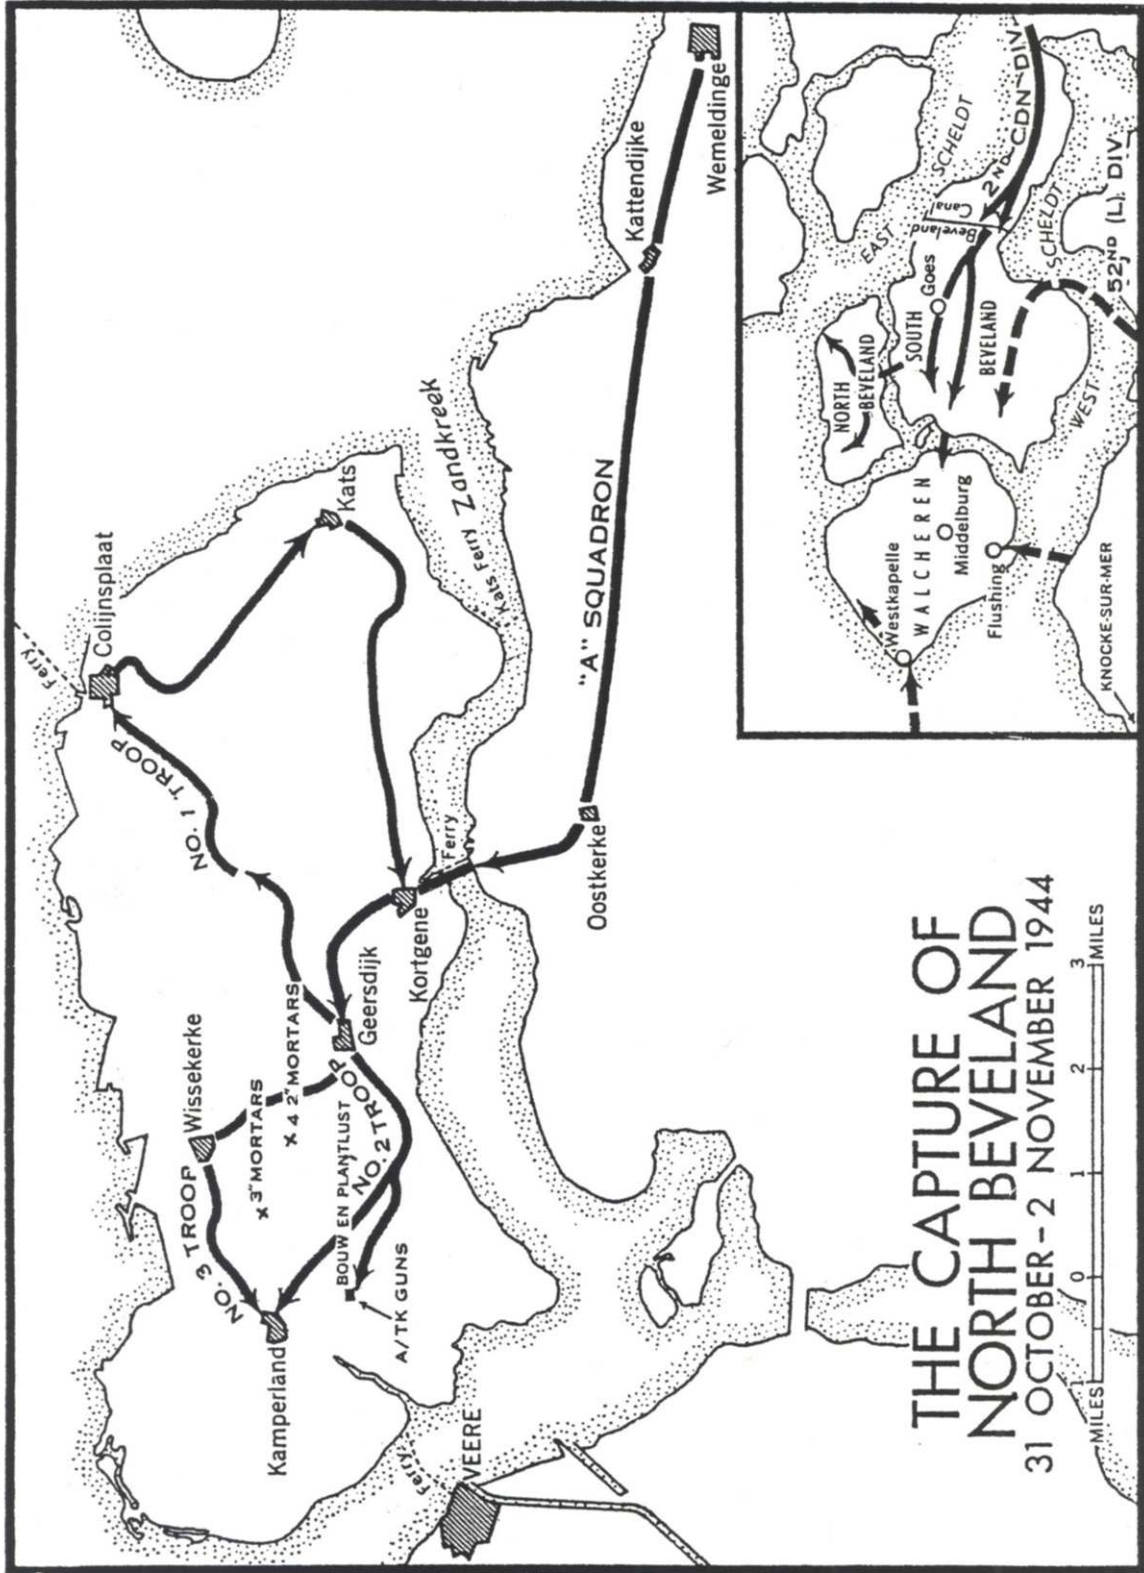 Ferry
Colijnsplaat
Wissekerke
NO. 1 TROOP
NO. 3 TROOP
x 3" MORTARS
x 4 2" MORTARS
Kamperland
Geersdijk
NO. 2 TROOP
BOUW EN PLANTLUST
A/TK GUNS
Kats
Kats Ferry
Zandkreek
Kortgene
Ferry
Ferry
VEERE
Oostkerke
"A" SQUADRON
Kattendijke
Wemeldinge
THE CAPTURE OF
NORTH BEVELAND
31 OCTOBER – 2 NOVEMBER 1944
MILES 1 0 1 2 3 MILES
NORTH
BEVELAND
EAST SCHELDT
Westkapelle
WALCHEREN
Middelburg
Flushing
SOUTH
BEVELAND
Goes
Beveland
Canal
2ND CDN DIV.
WEST SCHELDT
52ND (L). DIV.
KNOCKE-SUR-MER